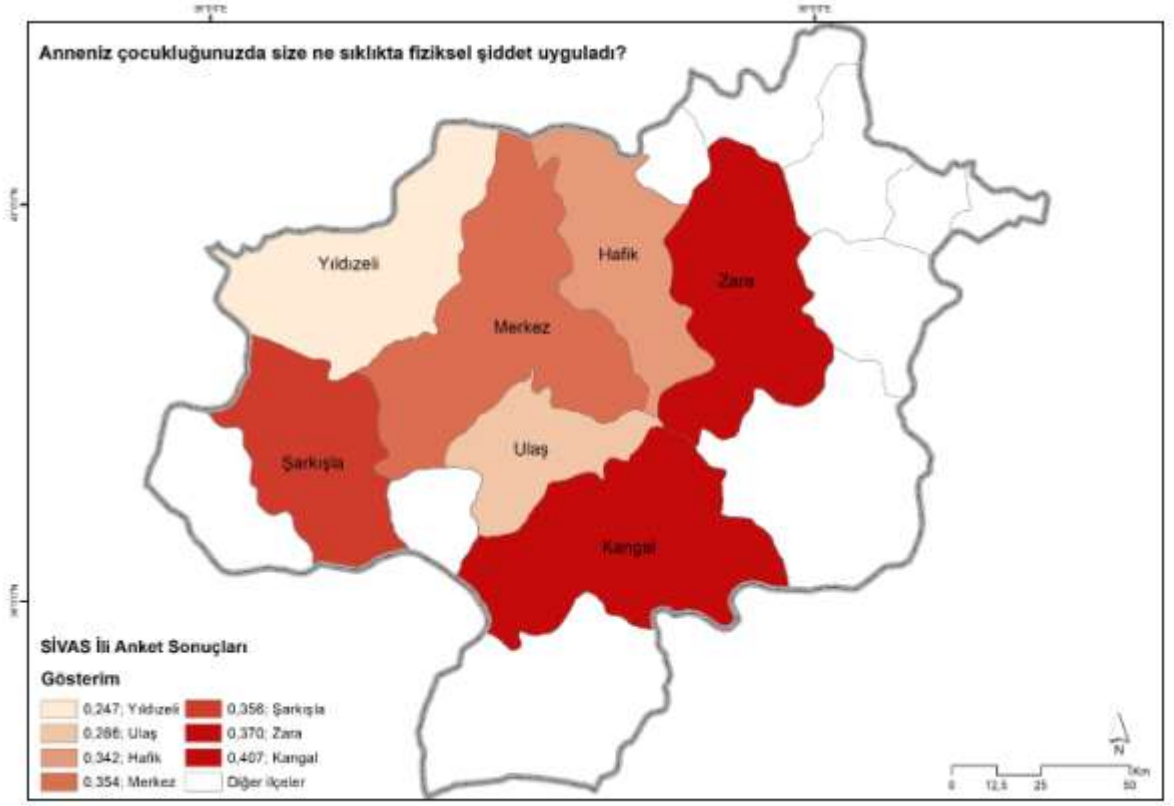 Anneniz çocukluğunuzda size ne sıklıkta fiziksel şiddet uyguladı?
Yıldızeli
Hafik
Zara
Merkez
Ulaş
Şarkışla
Kangal
SİVAS İli Anket Sonuçları
Gösterim
0,247; Yıldızeli
0,356; Şarkışla
Ulaş
0,370; Zara
0,342; Hafik
0,407; Kangal
0,354; Merkez
Diğer ilçeler
N
Km
0 12,5 25 50